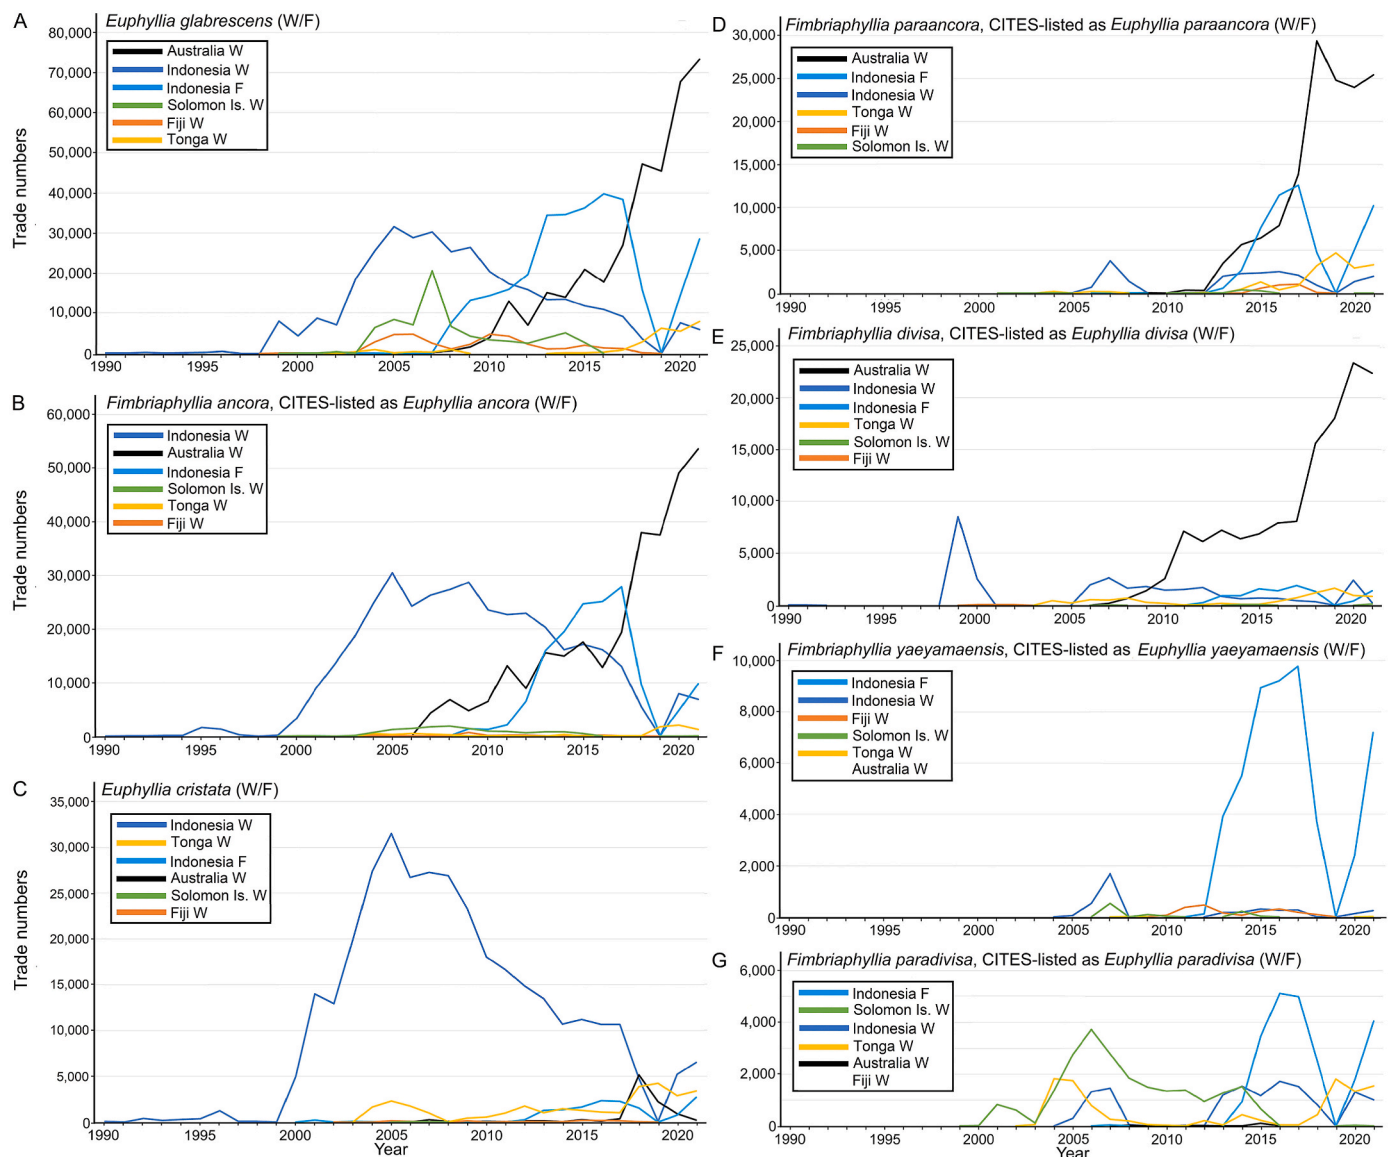 A
Euphyllia glabrescens (W/F)
80,000
70,000
60,000
50,000
40,000
30,000
20,000
10,000
0
Trade numbers
Australia W
Indonesia W
Indonesia F
Solomon Is. W
Fiji W
Tonga W
1990 1995 2000 2005 2010 2015 2020
B
Fimbriaphyllia ancora, CITES-listed as Euphyllia ancora (W/F)
60,000
50,000
40,000
30,000
20,000
10,000
0
Trade numbers
Indonesia W
Australia W
Indonesia F
Solomon Is. W
Tonga W
Fiji W
1990 1995 2000 2005 2010 2015 2020
C
Euphyllia cristata (W/F)
35,000
30,000
25,000
20,000
15,000
10,000
5,000
0
Trade numbers
Indonesia W
Tonga W
Indonesia F
Australia W
Solomon Is. W
Fiji W
1990 1995 2000 2005 2010 2015 2020
Year
D
Fimbriaphyllia paraancora, CITES-listed as Euphyllia paraancora (W/F)
30,000
25,000
20,000
15,000
10,000
5,000
0
Australia W
Indonesia F
Indonesia W
Tonga W
Fiji W
Solomon Is. W
1990 1995 2000 2005 2010 2015 2020
E
Fimbriaphyllia divisa, CITES-listed as Euphyllia divisa (W/F)
25,000
20,000
15,000
10,000
5,000
0
Australia W
Indonesia W
Indonesia F
Tonga W
Solomon Is. W
Fiji W
1990 1995 2000 2005 2010 2015 2020
F
Fimbriaphyllia yaeyamaensis, CITES-listed as Euphyllia yaeyamaensis (W/F)
10,000
8,000
6,000
4,000
2,000
0
Indonesia F
Indonesia W
Fiji W
Solomon Is. W
Tonga W
Australia W
1990 1995 2000 2005 2010 2015 2020
G
Fimbriaphyllia paradivisa, CITES-listed as Euphyllia paradivisa (W/F)
6,000
4,000
2,000
0
Indonesia F
Solomon Is. W
Indonesia W
Tonga W
Australia W
Fiji W
1990 1995 2000 2005 2010 2015 2020
Year